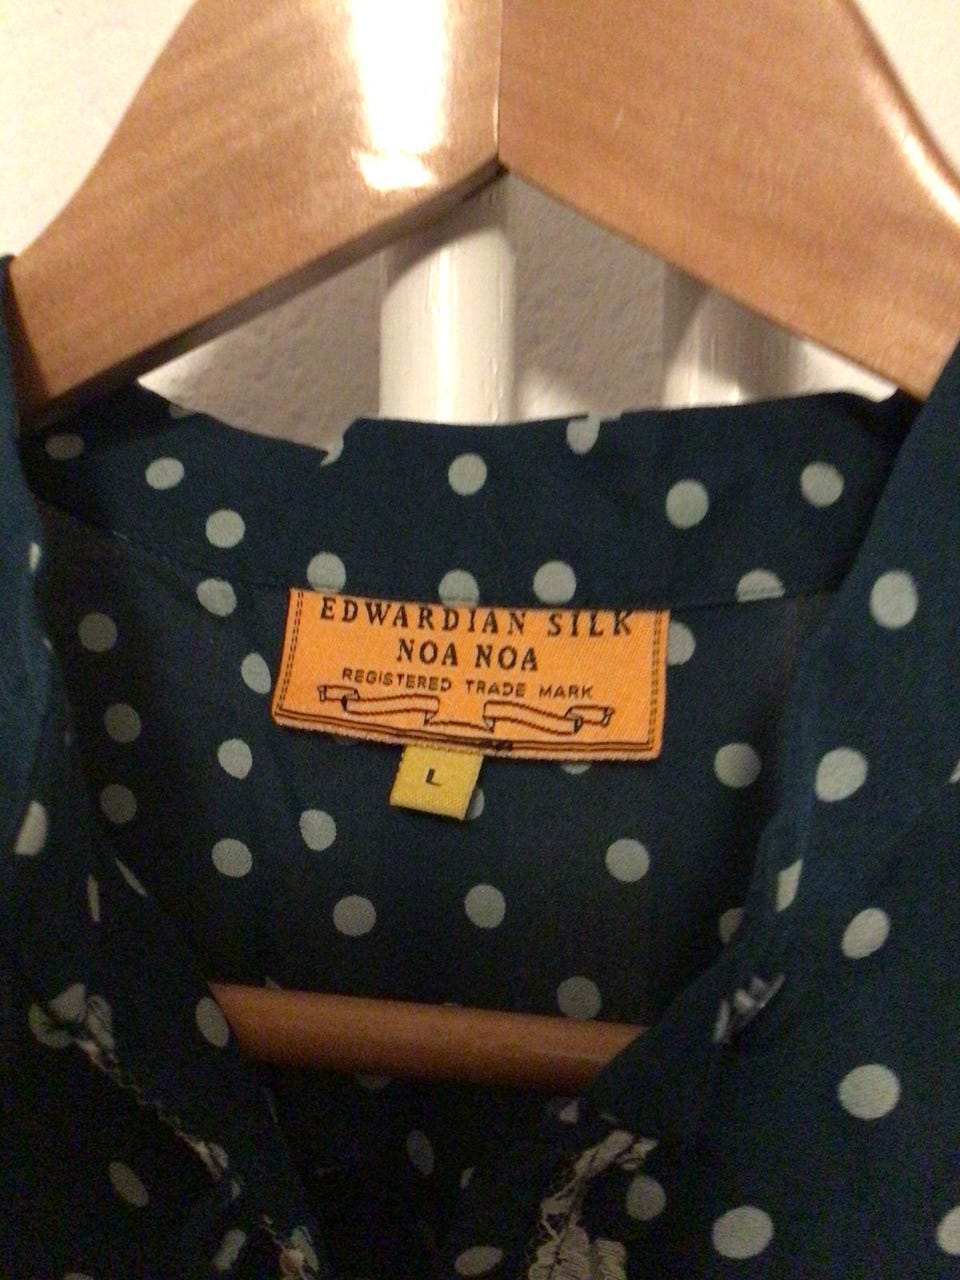 EDWARDIAN SILK
NOA NOA
REGISTERED TRADE MARK
L